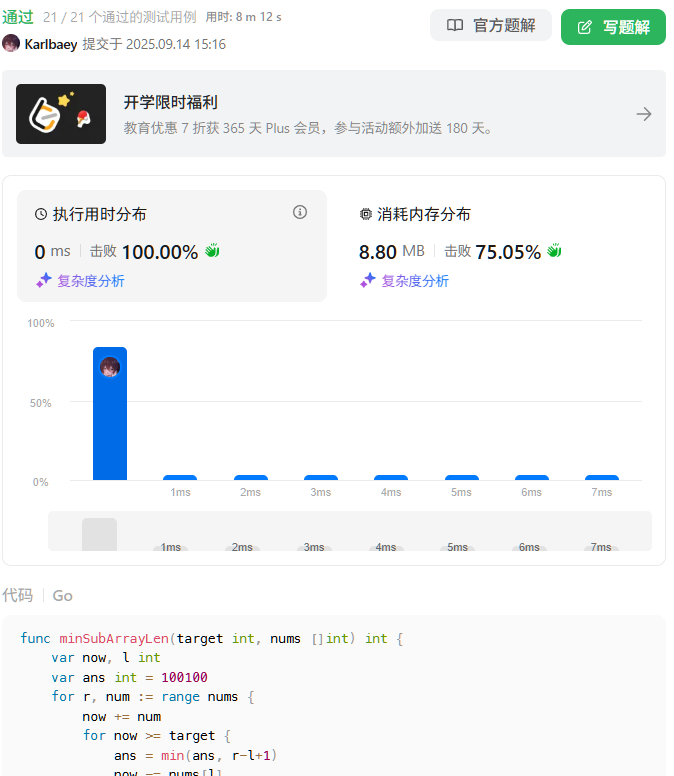 通过 21 / 21 个通过的测试用例 用时: 8 m 12 s
官方题解
写题解
Karlbaey 提交于 2025.09.14 15:16
开学限时福利
教育优惠 7 折获 365 天 Plus 会员，参与活动额外加送 180 天。
执行用时分布
0 ms 击败 100.00%
复杂度分析
消耗内存分布
8.80 MB 击败 75.05%
复杂度分析
100%
50%
0%
1ms 2ms 3ms 4ms 5ms 6ms 7ms
1ms 2ms 3ms 4ms 5ms 6ms 7ms
代码 Go
func minSubArrayLen(target int, nums []int) int {
    var now, l int
    var ans int = 100100
    for r, num := range nums {
        now += num
        for now >= target {
            ans = min(ans, r-l+1)
            now -= nums[l]